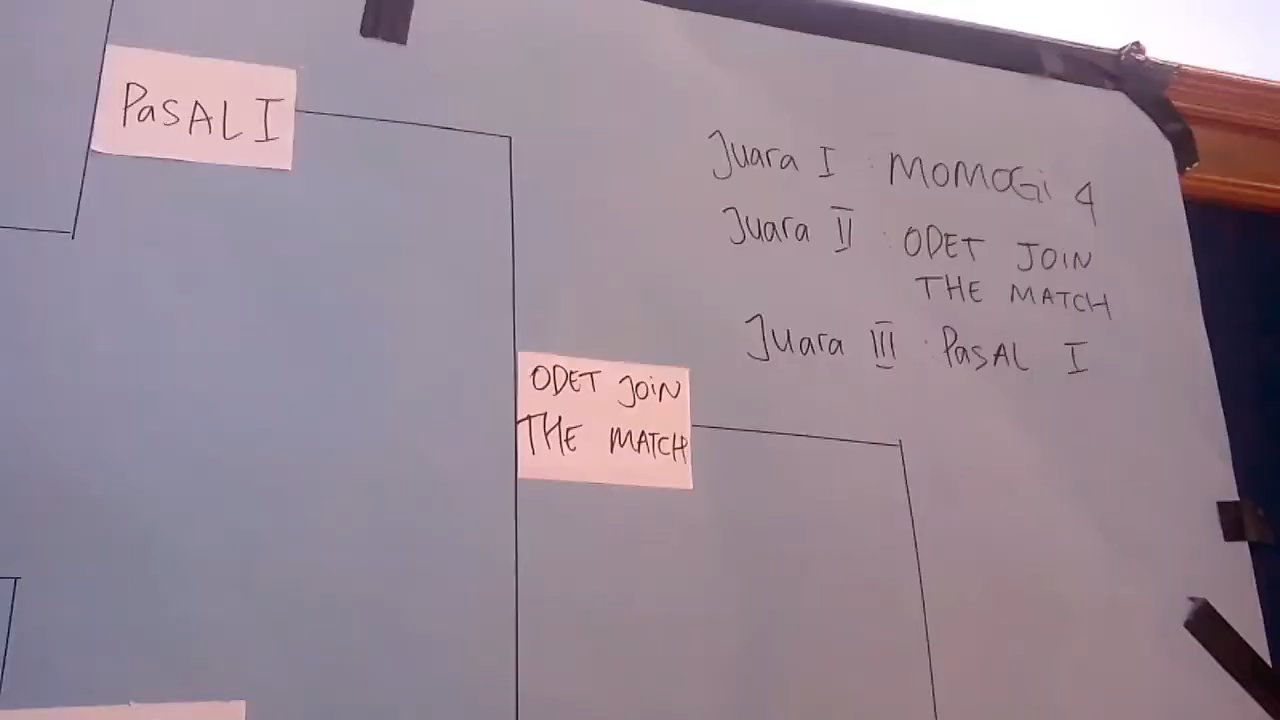 PaSAL I
Juara I : MOMOGi 4
Juara II : ODET JOIN
THE MATCH
Juara III : PaSAL I
ODET JOiN
THE MATCH